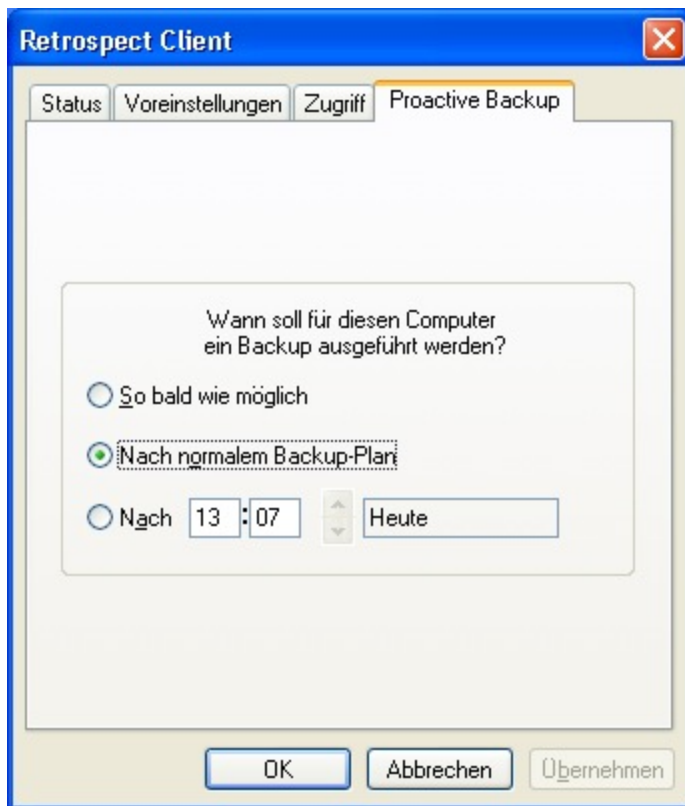 Retrospect Client
Status Voreinstellungen Zugriff Proactive Backup
Wann soll für diesen Computer
ein Backup ausgeführt werden?
So bald wie möglich
Nach normalem Backup-Plan
Nach 13 : 07 Heute
OK Abbrechen Übernehmen